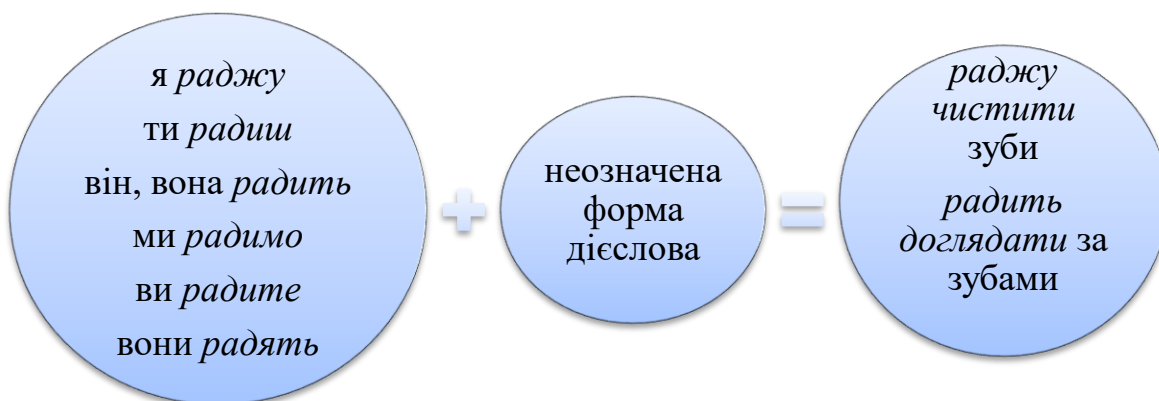 я раджу
ти радиш
він, вона радить
ми радимо
ви радите
вони радять
+
неозначена
форма
дієслова
=
раджу
чистити
зуби
радить
доглядати за
зубами